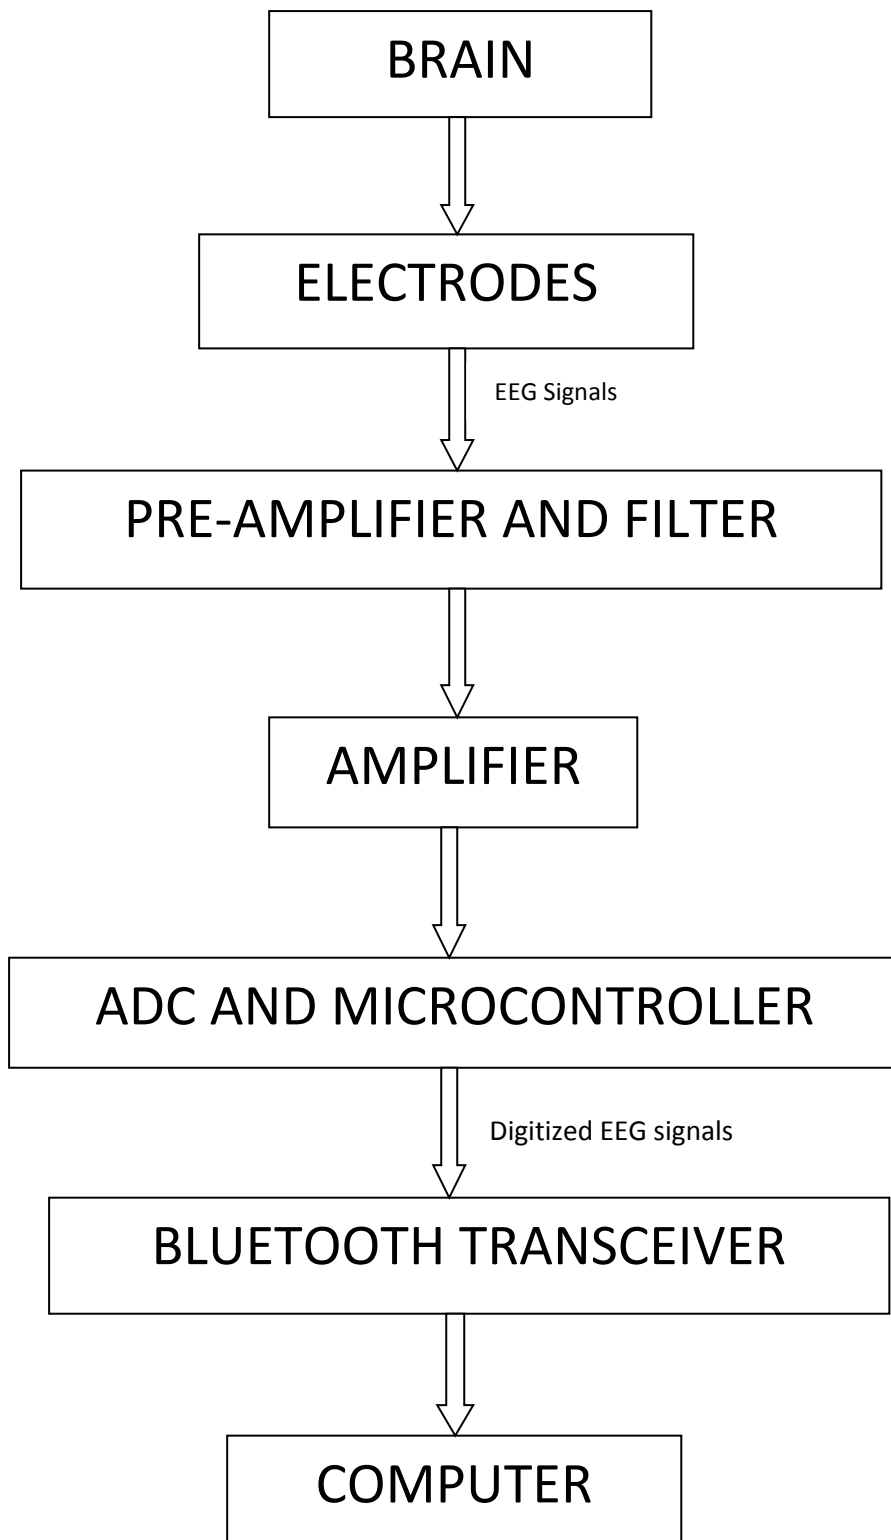 BRAIN
ELECTRODES
EEG Signals
PRE-AMPLIFIER AND FILTER
AMPLIFIER
ADC AND MICROCONTROLLER
Digitized EEG signals
BLUETOOTH TRANSCEIVER
COMPUTER